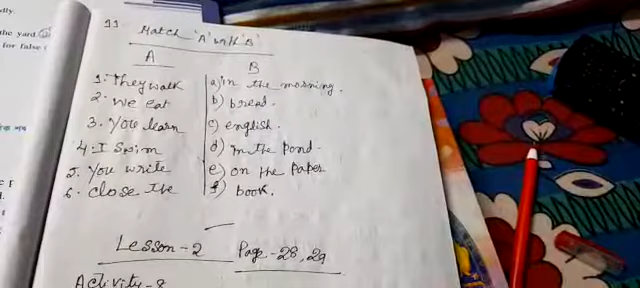 dly.
the yard.
for false
11. Match 'A' with 'B'
A B
1. They walk a) in the morning.
2. We eat b) bread.
3. You learn c) english.
4. I swim d) in the pond.
5. You write e) on the paper
6. close the f) book.
Lesson - 2 Page - 28, 29
Activity - 8